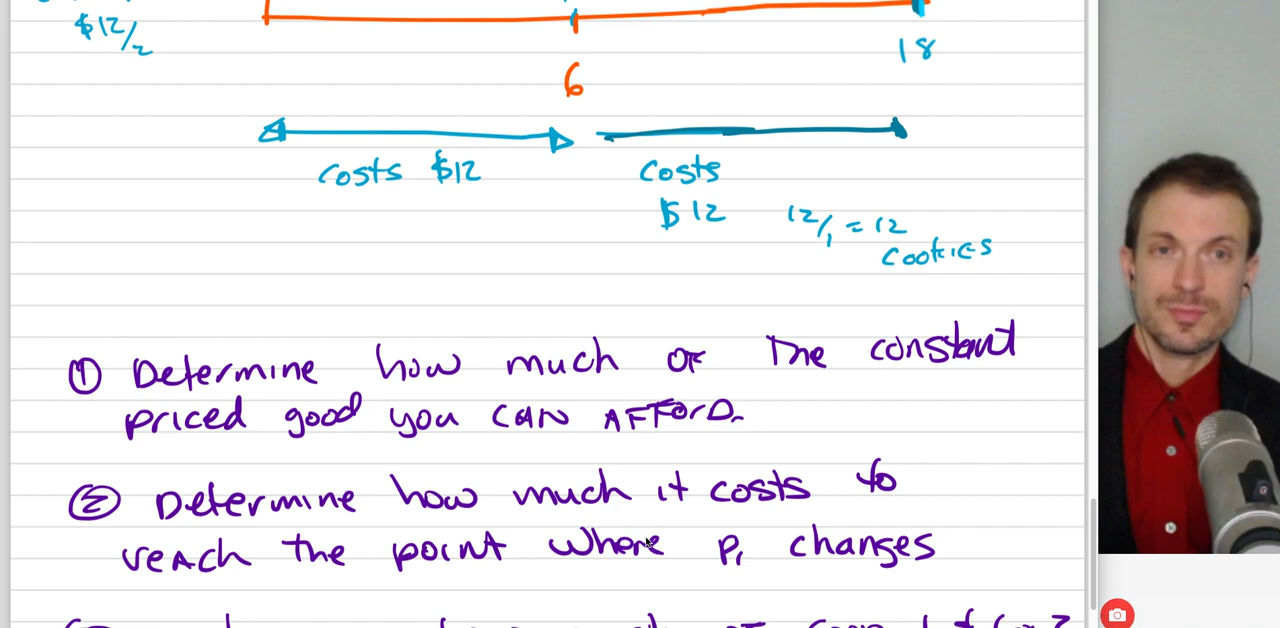 $12/2
18
6
costs $12
costs
$12
12/1 = 12
cookies
① Determine how much of the constant
priced good you CAN AFFORD.
② Determine how much it costs to
reach the point where P1 changes